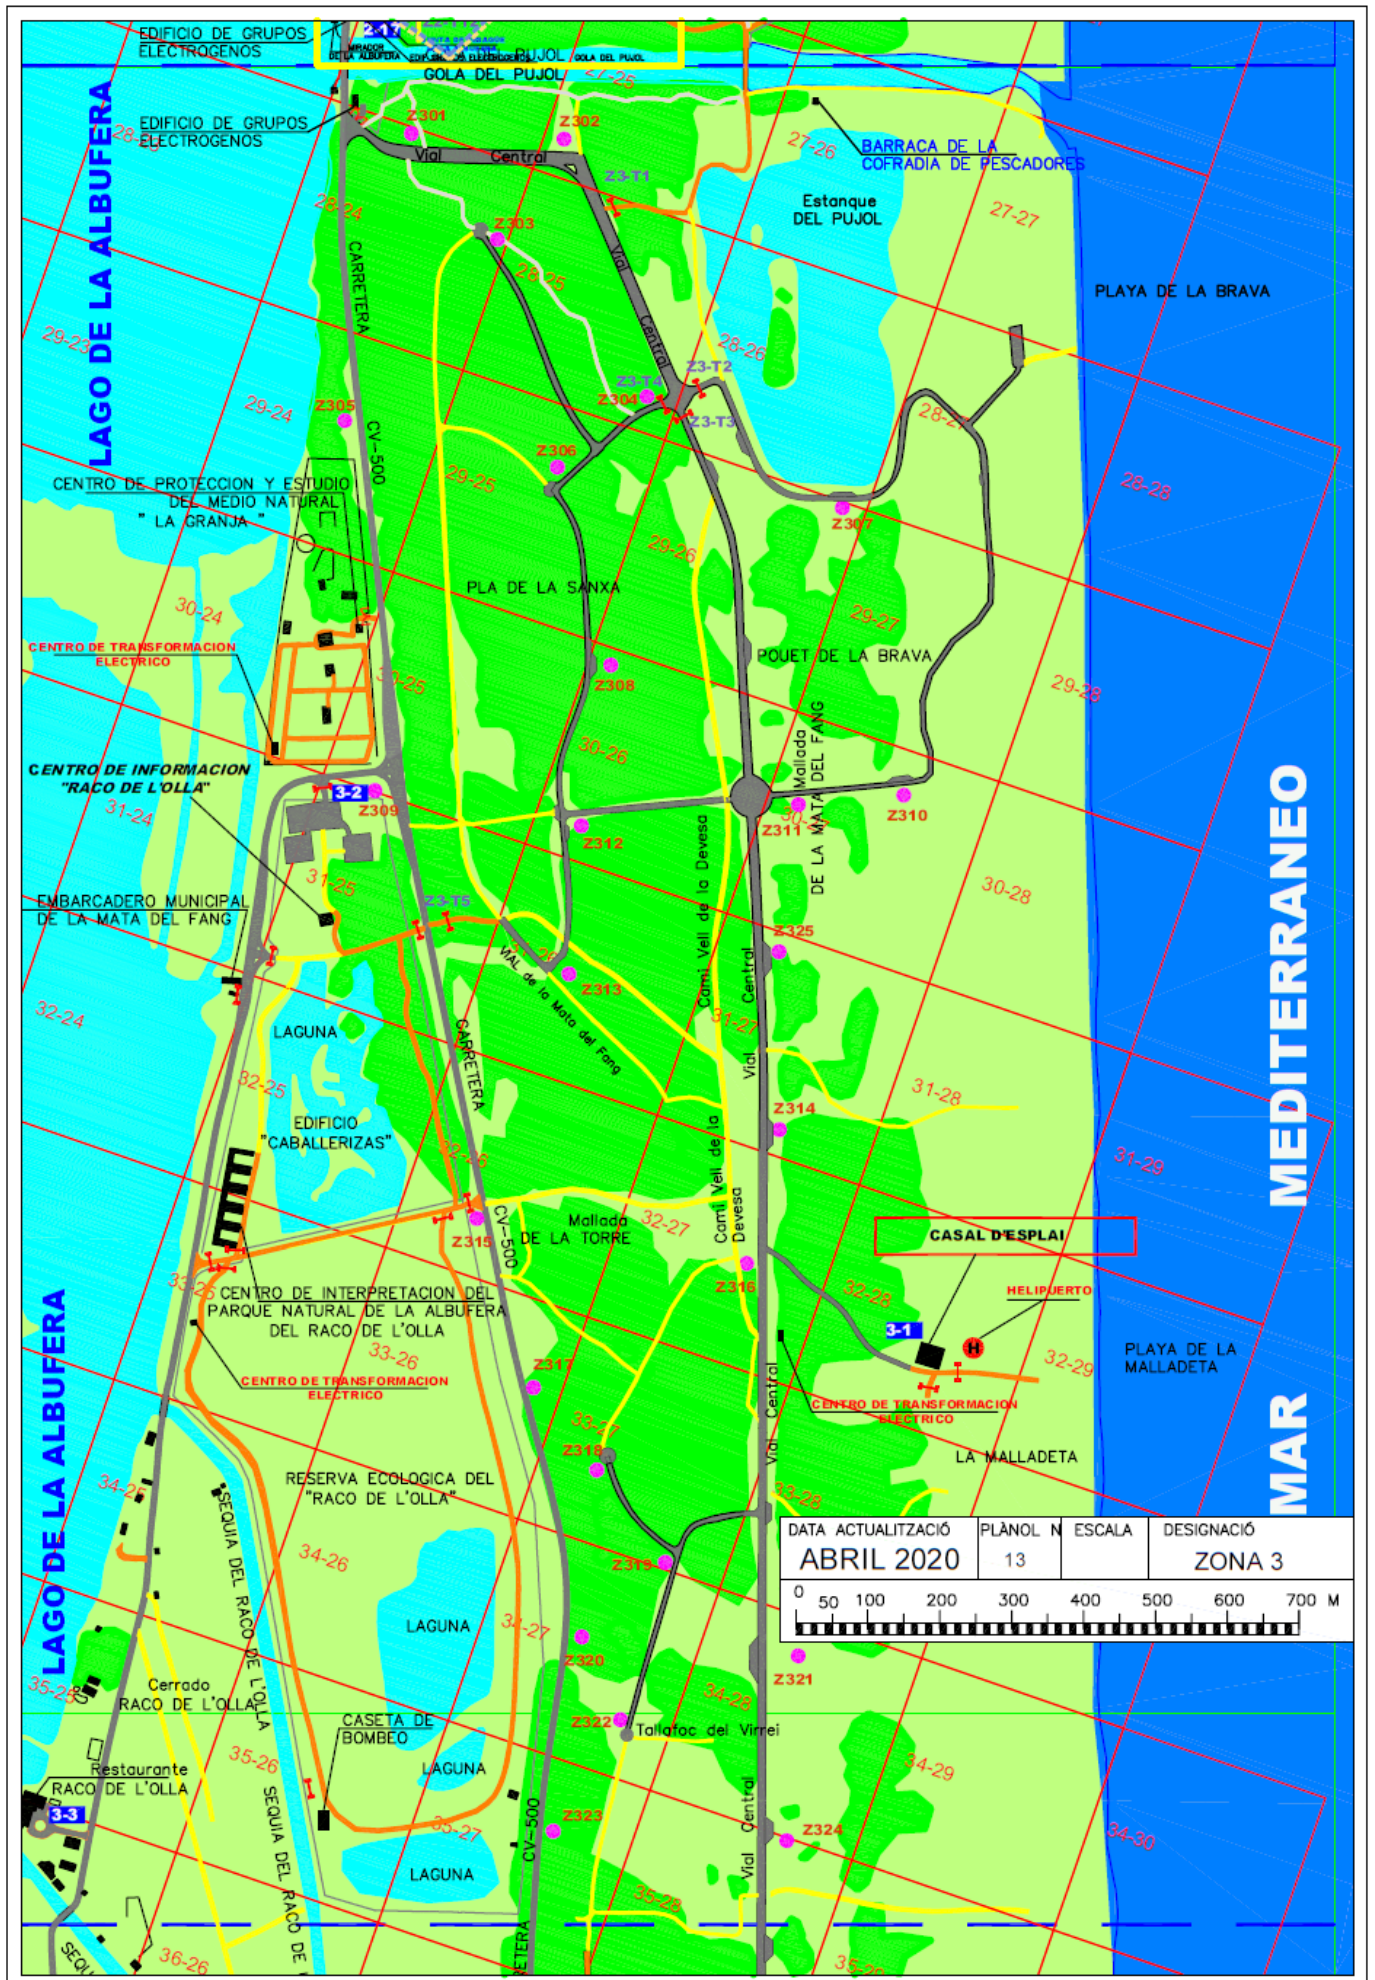 EDIFICIO DE GRUPOS
ELECTROGENOS
2-17
MIRADOR
DE LA ALBUFERA
GOLA DEL PUJOL
GOLA DEL PUJOL
27-25
EDIFICIO DE GRUPOS
ELECTROGENOS
Z301
Z302
Vial Central
Z3-T1
27-26
BARRACA DE LA
COFRADIA DE PESCADORES
Estanque
DEL PUJOL
27-27
28-24
LAGO DE LA ALBUFERA
CARRETERA
Z303
28-25
Vial
Central
PLAYA DE LA BRAVA
29-23
28-26
Z3-T2
Z3-T4
Z304
Z3-T3
29-24
Z305
CV-500
28-27
Z306
29-25
CENTRO DE PROTECCION Y ESTUDIO
DEL MEDIO NATURAL
" LA GRANJA "
28-28
Z307
29-26
PLA DE LA SANXA
30-24
29-27
CENTRO DE TRANSFORMACION
ELECTRICO
POUET DE LA BRAVA
30-25
Z308
29-28
30-26
CENTRO DE INFORMACION
"RACO DE L'OLLA"
3-2
Z309
31-24
Mallada
DE LA MATA DEL FANG
Z310
Z311
30-27
Z312
Cami Vell de la Devesa
31-25
30-28
EMBARCADERO MUNICIPAL
DE LA MATA DEL FANG
Z3-T5
VIAL de la Mata del Fang
Z313
Z325
Vial Central
32-24
31-27
LAGUNA
CARRETERA
32-25
31-28
EDIFICIO
"CABALLERIZAS"
Z314
Cami Vell de la
Devesa
32-26
31-29
MAR MEDITERRANEO
Z315
CV-500
Mallada
DE LA TORRE
32-27
CASAL D'ESPLAI
Z316
33-25
CENTRO DE INTERPRETACION DEL
PARQUE NATURAL DE LA ALBUFERA
DEL RACO DE L'OLLA
32-28
HELIPUERTO
3-1
H
32-29
PLAYA DE LA
MALLADETA
33-26
CENTRO DE TRANSFORMACION
ELECTRICO
Z317
Vial Central
CENTRO DE TRANSFORMACION
ELECTRICO
LAGO DE LA ALBUFERA
33-27
Z318
LA MALLADETA
34-25
RESERVA ECOLOGICA DEL
"RACO DE L'OLLA"
33-28
SEQUIA DEL RACO DE L'OLLA
DATA ACTUALITZACIÓ
PLÀNOL N
ESCALA
DESIGNACIÓ
ABRIL 2020
13
ZONA 3
0 50 100 200 300 400 500 600 700 M
34-26
Z319
LAGUNA
34-27
Z320
Z321
35-25
Cerrado
RACO DE L'OLLA
34-28
Z322
Tallafoc del Virrei
CASETA DE
BOMBEO
35-26
LAGUNA
34-29
Restaurante
RACO DE L'OLLA
3-3
SEQUIA DEL RACO DE
Vial Central
35-27
CV-500
Z323
Z324
34-30
LAGUNA
35-28
36-26
SEQU
RETERA
35-29